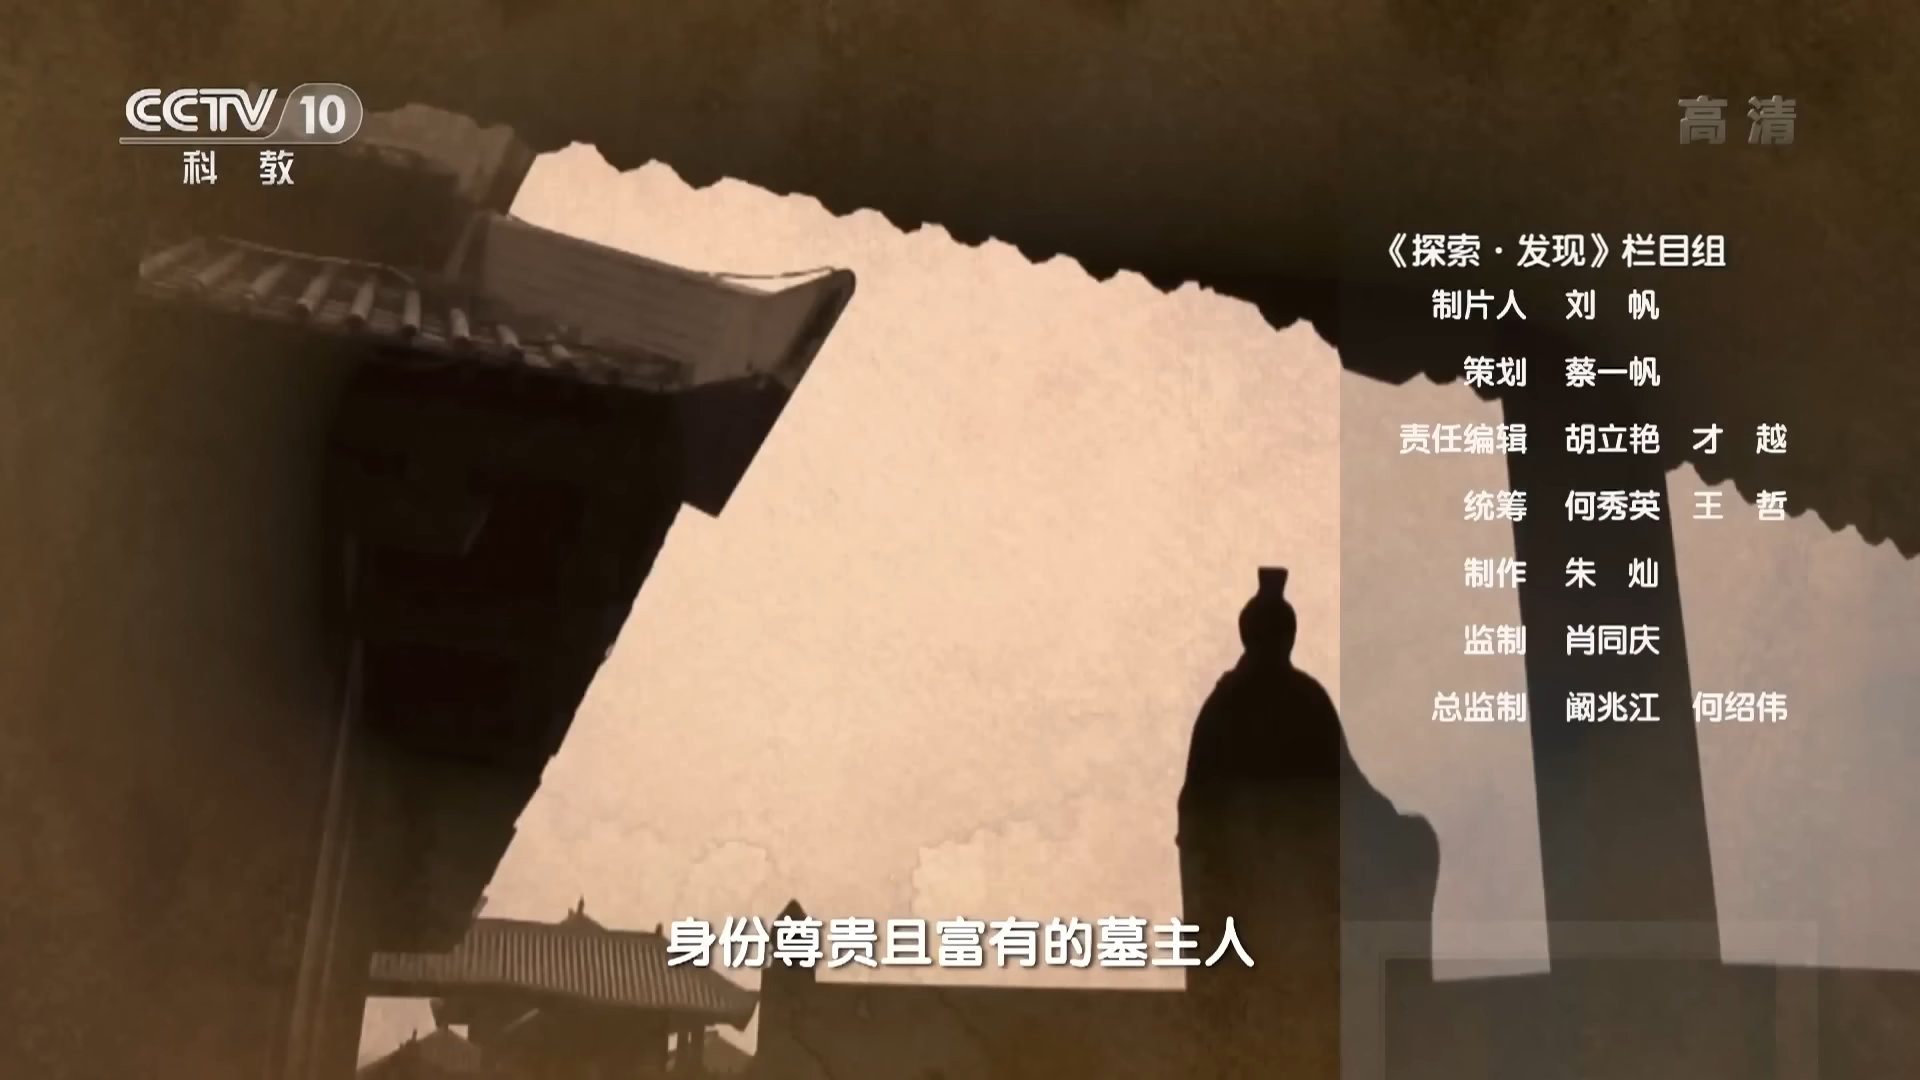 CCTV 10
科 教
高 清
《探索·发现》栏目组
制片人 刘 帆
策划 蔡一帆
责任编辑 胡立艳 才 越
统筹 何秀英 王 哲
制作 朱 灿
监制 肖同庆
总监制 阚兆江 何绍伟
身份尊贵且富有的墓主人